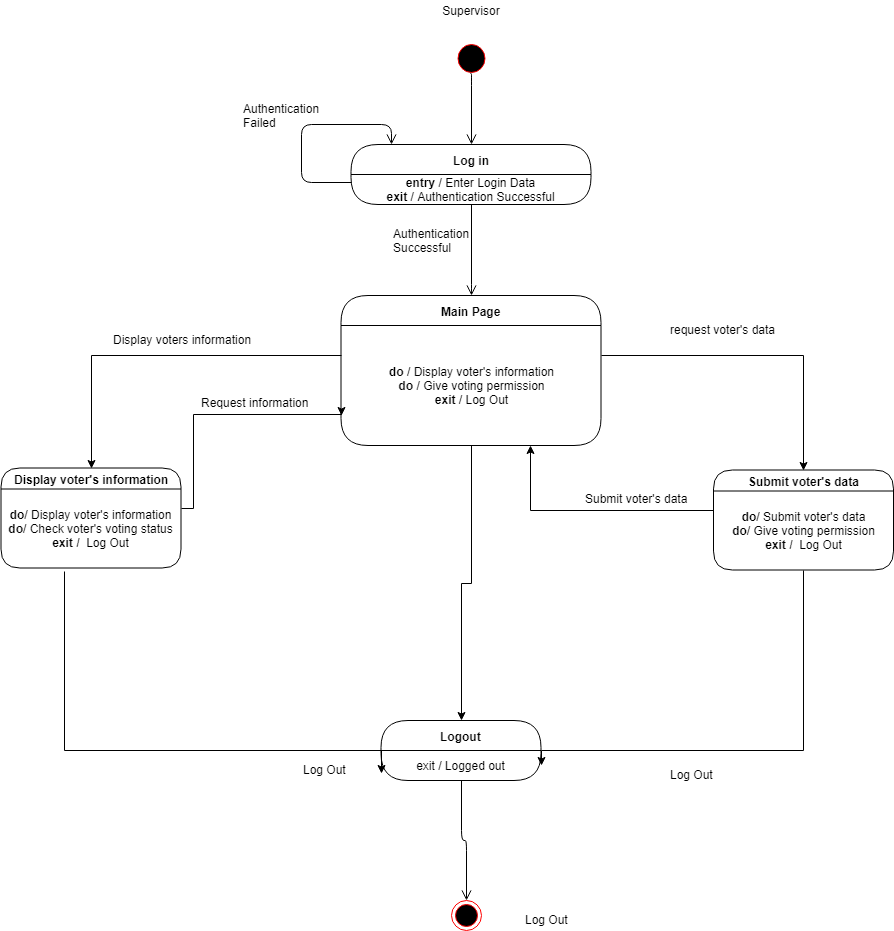 Supervisor
Authentication
Failed
Log in
entry / Enter Login Data
exit / Authentication Successful
Authentication
Successful
Main Page
do / Display voter's information
do / Give voting permission
exit / Log Out
Display voters information
request voter's data
Request information
Display voter's information
do/ Display voter's information
do/ Check voter's voting status
exit / Log Out
Submit voter's data
Submit voter's data
do/ Submit voter's data
do/ Give voting permission
exit / Log Out
Logout
exit / Logged out
Log Out
Log Out
Log Out